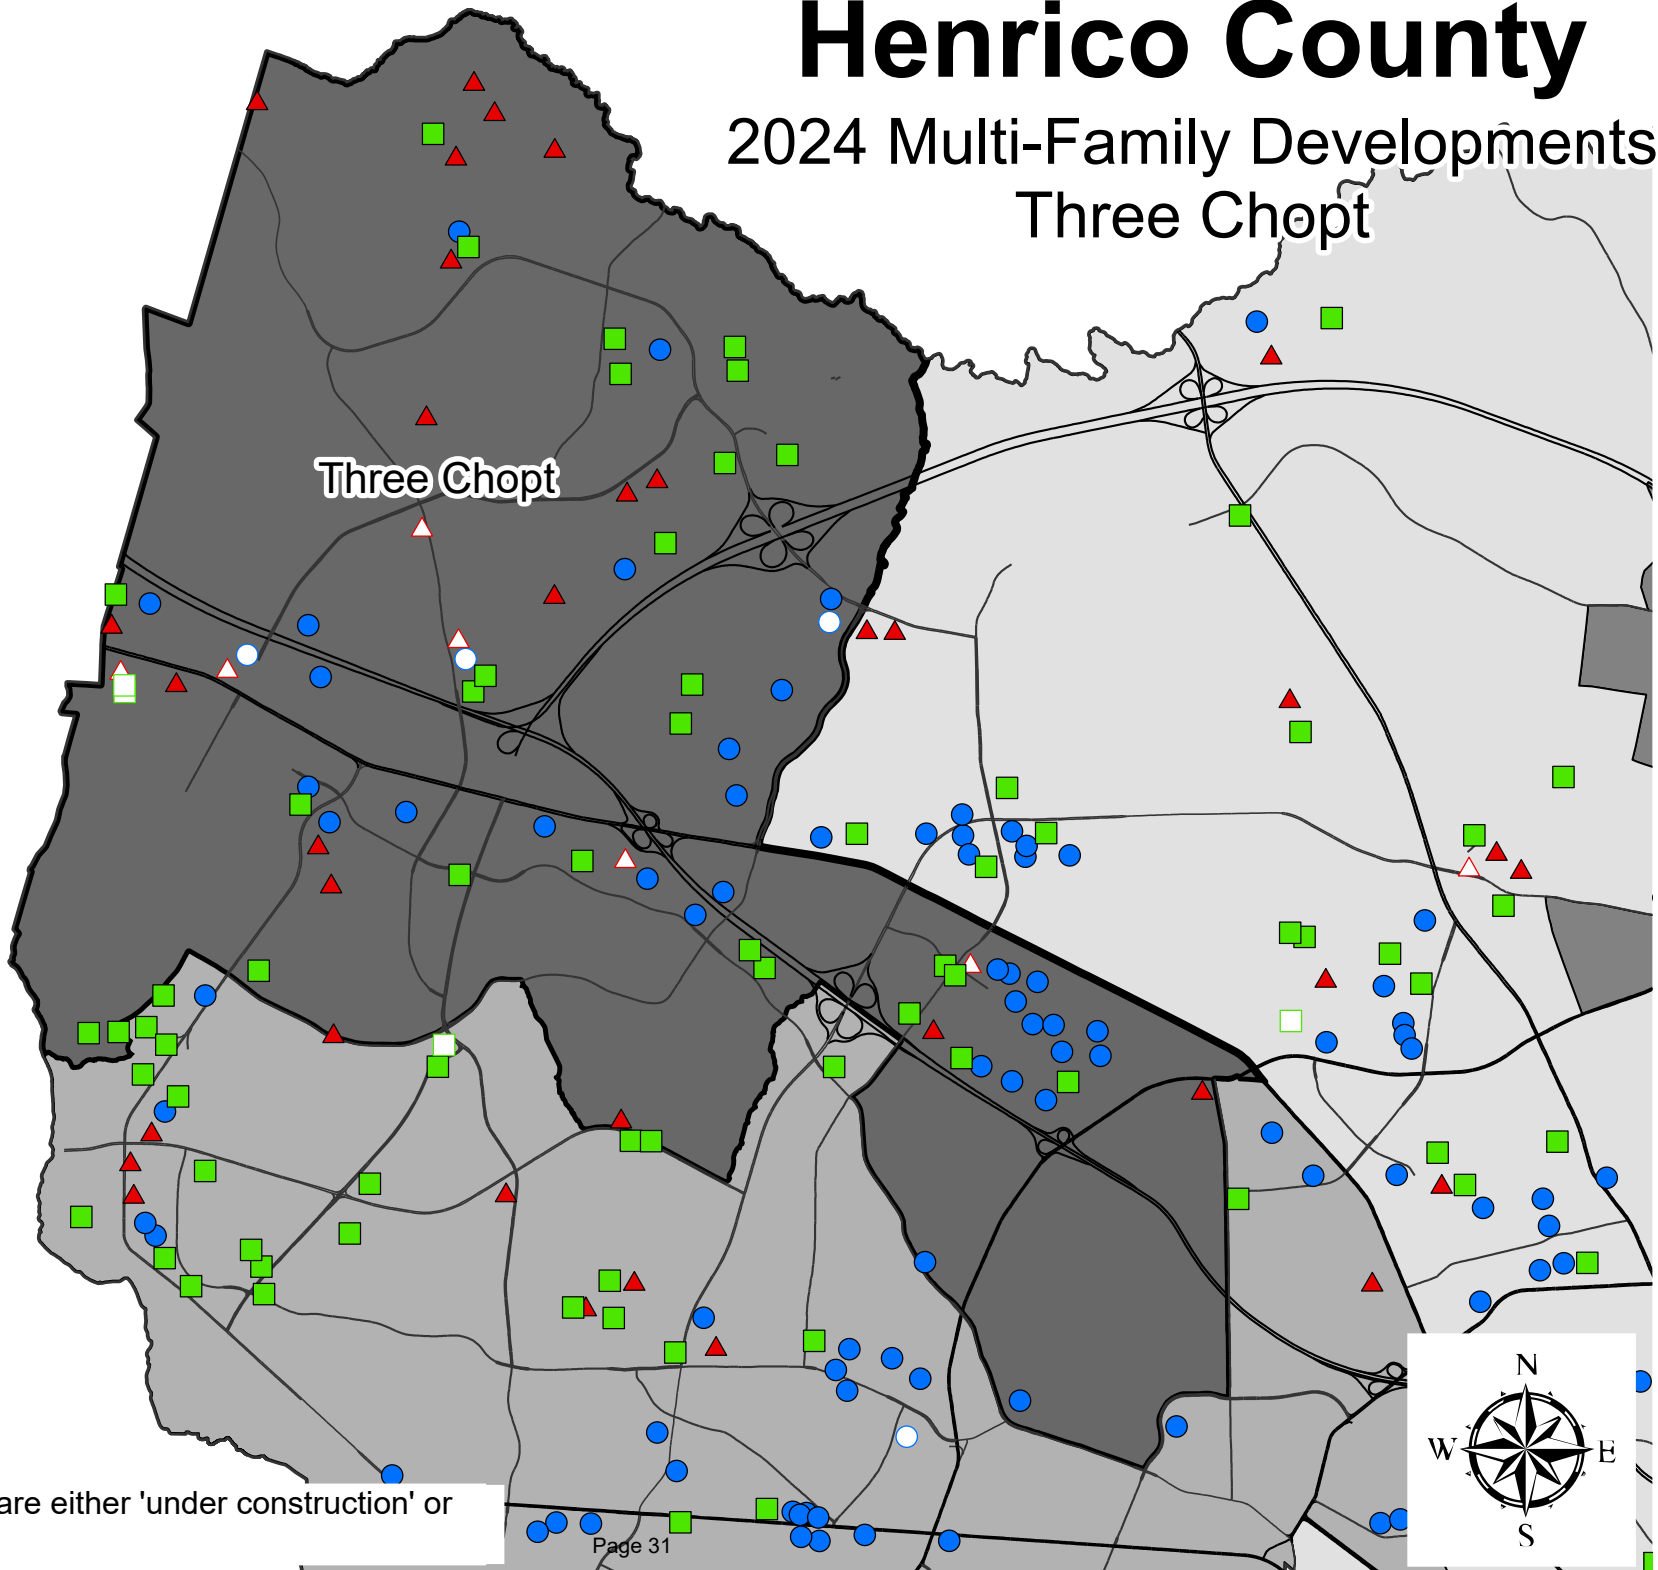 Henrico County
2024 Multi-Family Developments
Three Chopt
Three Chopt
N
W
E
S
are either 'under construction' or
Page 31